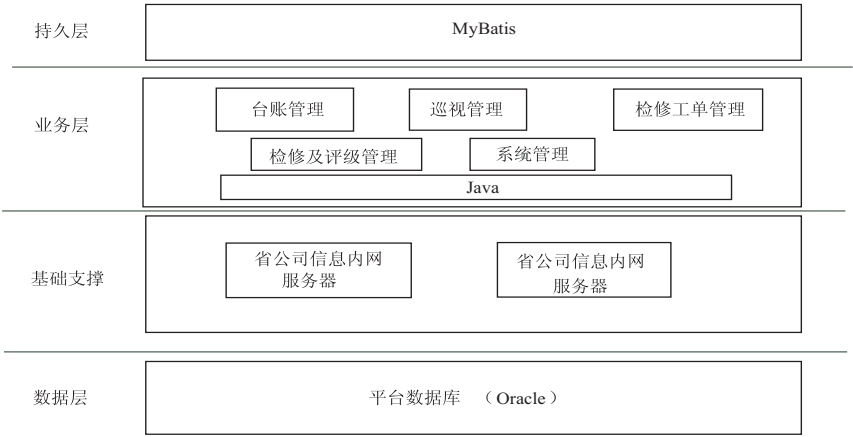 持久层
MyBatis
业务层
台账管理
巡视管理
检修工单管理
检修及评级管理
系统管理
Java
基础支撑
省公司信息内网
服务器
省公司信息内网
服务器
数据层
平台数据库 （Oracle）